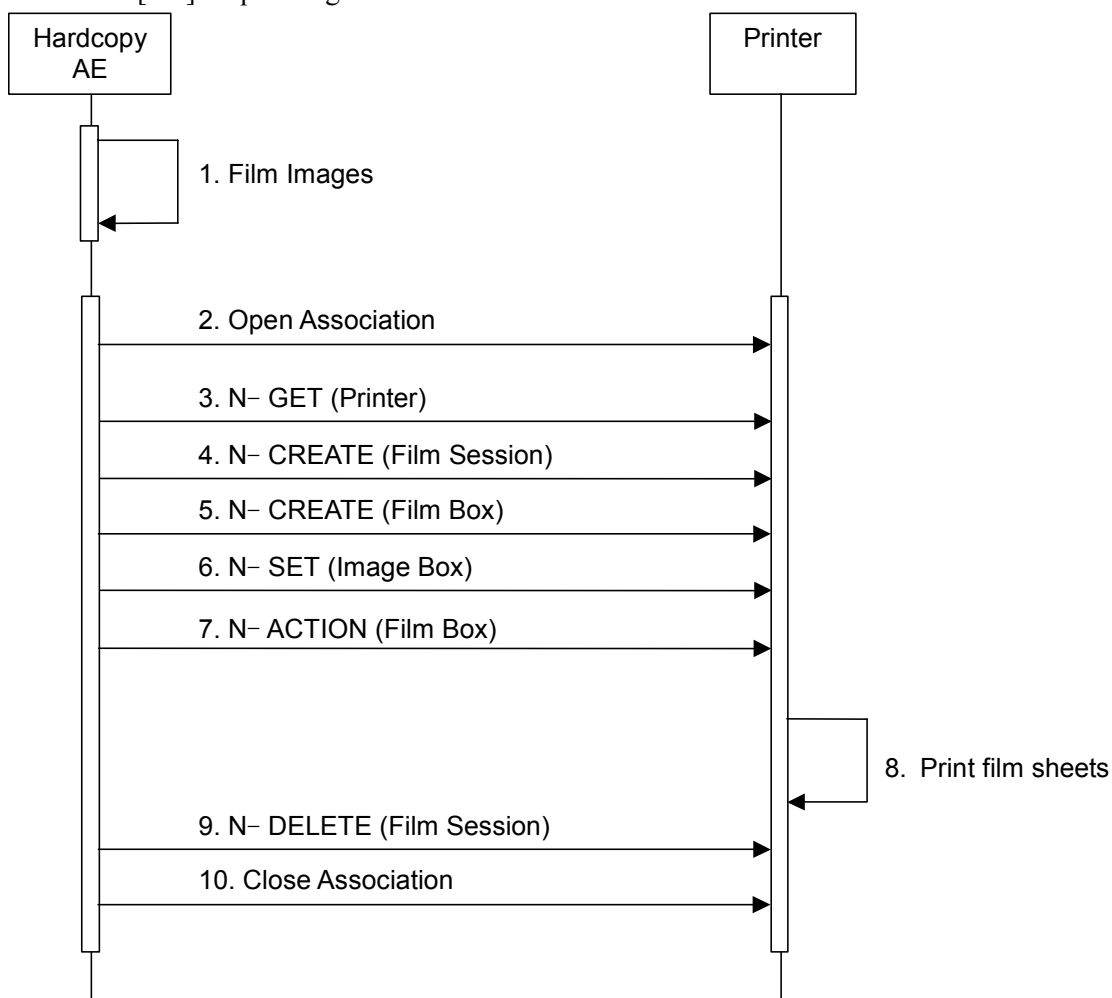 Hardcopy
AE
Printer
1. Film Images
2. Open Association
3. N– GET (Printer)
4. N– CREATE (Film Session)
5. N– CREATE (Film Box)
6. N– SET (Image Box)
7. N– ACTION (Film Box)
8. Print film sheets
9. N– DELETE (Film Session)
10. Close Association